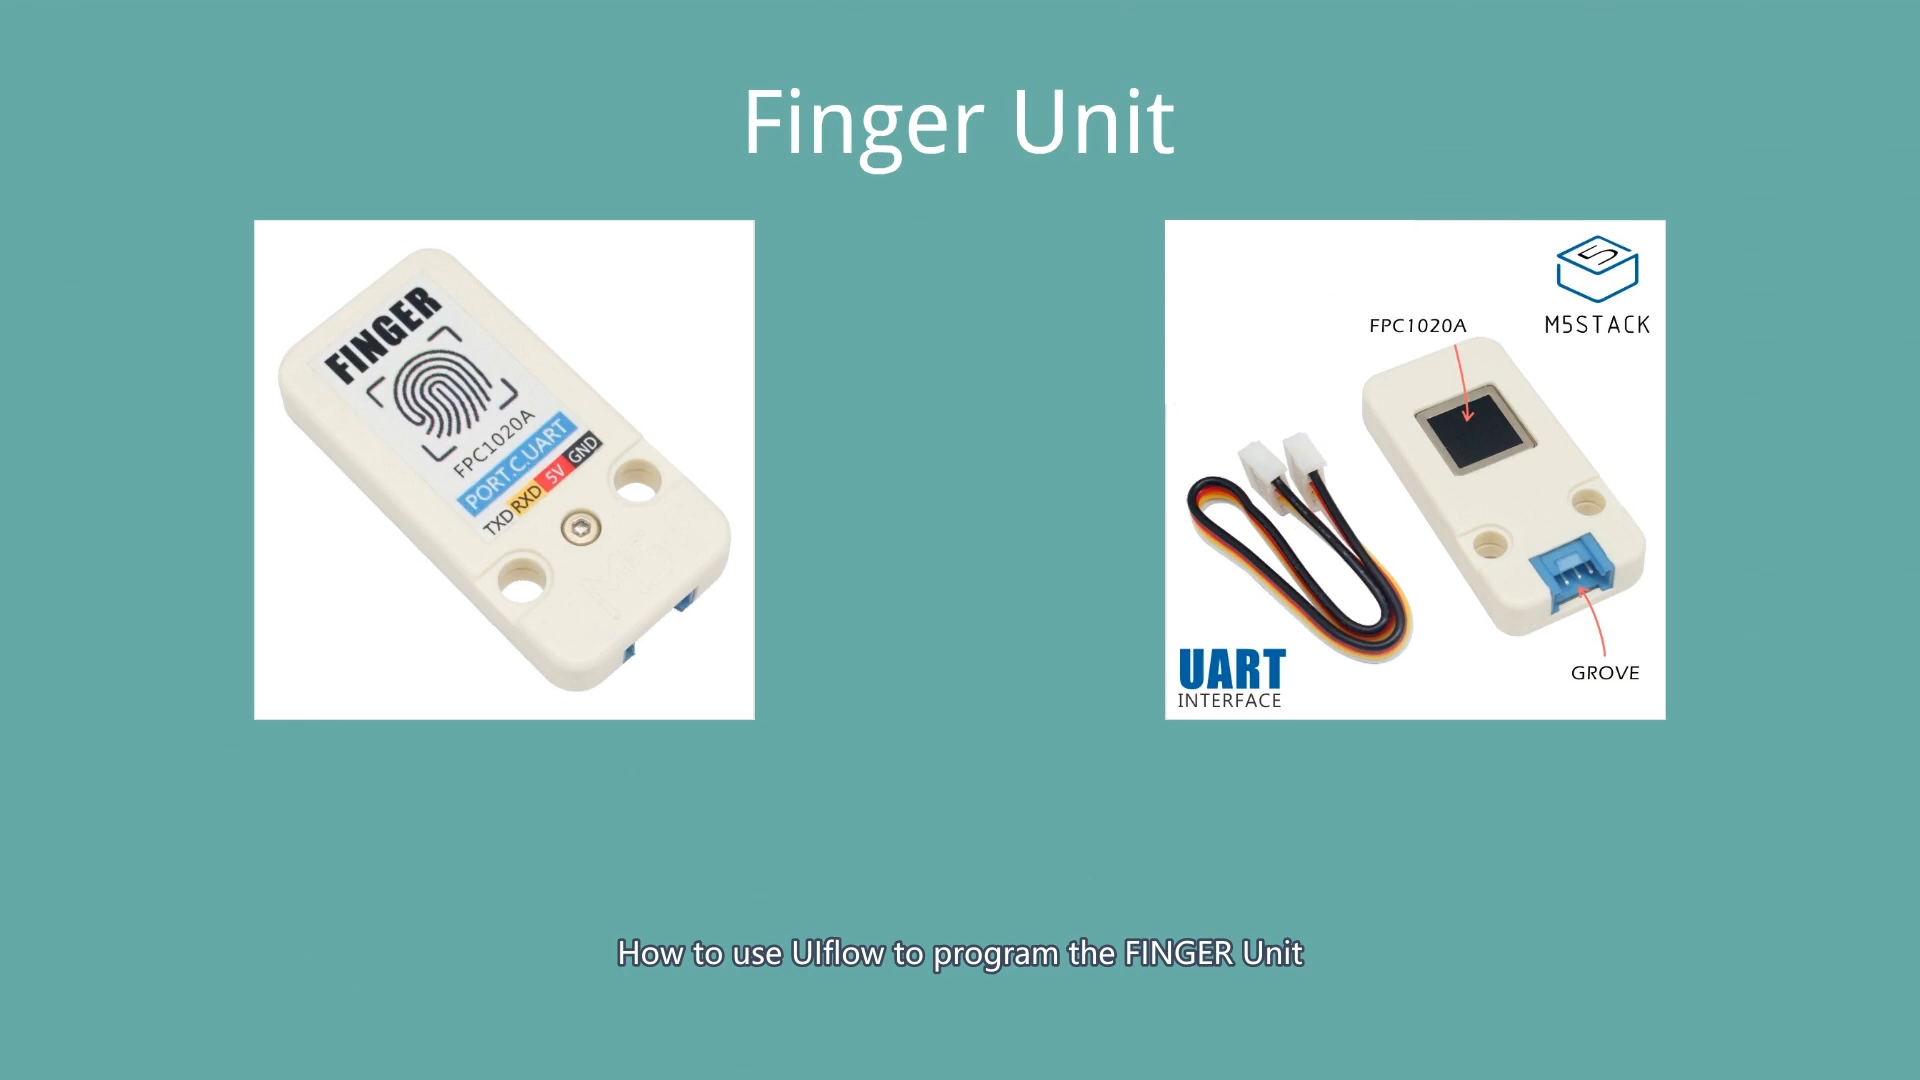 Finger Unit
FINGER
FPC1020A
PORT.C.UART
TXD RXD 5V GND
5
M5STACK
FPC1020A
GROVE
UART
INTERFACE
How to use UIflow to program the FINGER Unit